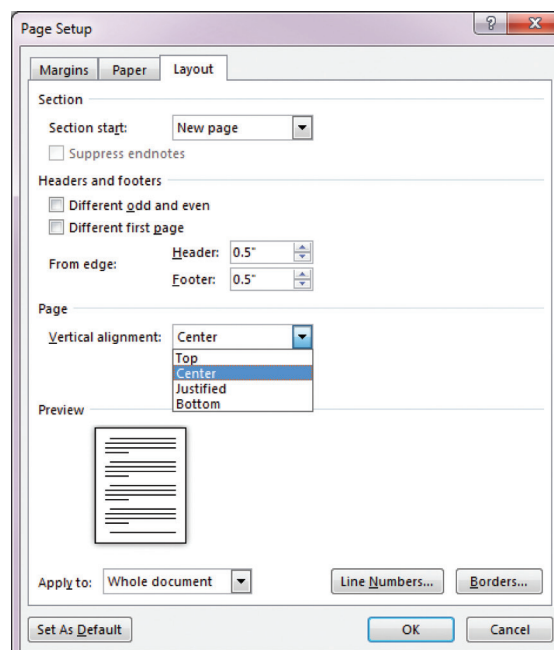 Page Setup
?
Margins Paper Layout
Section
Section start: New page
Suppress endnotes
Headers and footers
Different odd and even
Different first page
Header: 0.5"
From edge:
Footer: 0.5"
Page
Vertical alignment: Center
Top
Center
Justified
Bottom
Preview
Apply to: Whole document Line Numbers... Borders...
Set As Default OK Cancel